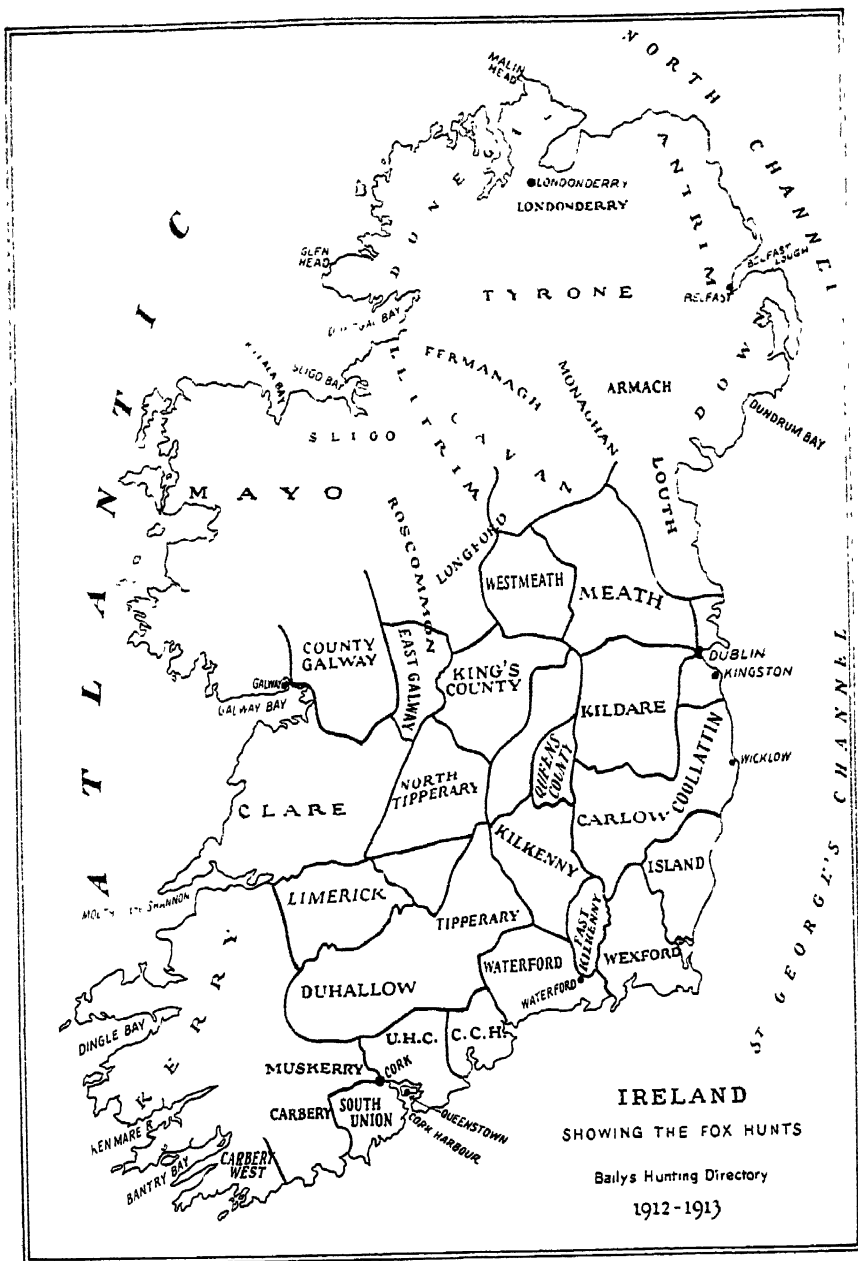 NORTH CHANNEL
MALIN
HEAD
LONDONDERRY
LONDONDERRY
ANTRIM
GLEN
HEAD
BELFAST
LOUGH
TYRONE
BELFAST
ATLANTIC
SLIGO BAY
FERMANAGH
MONAGHAN
ARMACH
DOWN
DUNDRUM BAY
SLIGO
CAVAN
MAYO
LOUTH
ROSCOMMON
LONGFORD
WESTMEATH
MEATH
COUNTY
GALWAY
EAST GALWAY
KING'S
COUNTY
DUBLIN
KINGSTON
GALWAY
GALWAY BAY
KILDARE
QUEENS
COUNTY
COOLLATTIN
WICKLOW
NORTH
TIPPERARY
CLARE
CARLOW
KILKENNY
ISLAND
LIMERICK
SHANNON
TIPPERARY
EAST
KILKENNY
WATERFORD
WEXFORD
WATERFORD
DUHALLOW
KERRY
DINGLE BAY
U.H.C.
C.C.H.
MUSKERRY
CORK
CARBERY
SOUTH
UNION
QUEENSTOWN
CORK HARBOUR
KENMARE R.
BANTRY BAY
CARBERY
WEST
ST GEORGE'S CHANNEL
IRELAND
SHOWING THE FOX HUNTS
Bailys Hunting Directory
1912-1913